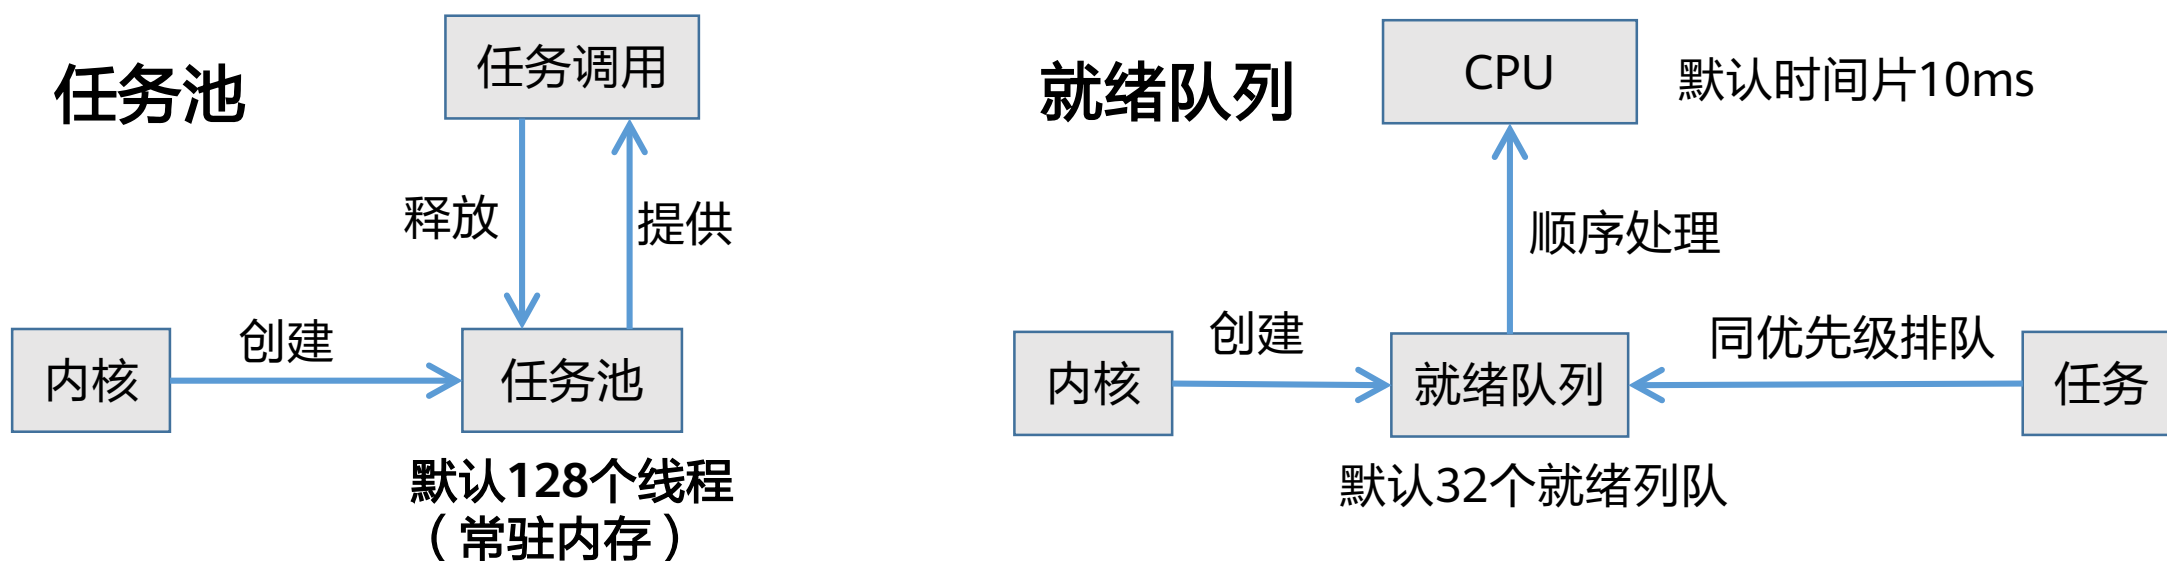 任务池
任务调用
释放
提供
内核
创建
任务池
默认128个线程
（常驻内存）
就绪队列
CPU
默认时间片10ms
顺序处理
内核
创建
就绪队列
同优先级排队
任务
默认32个就绪列队